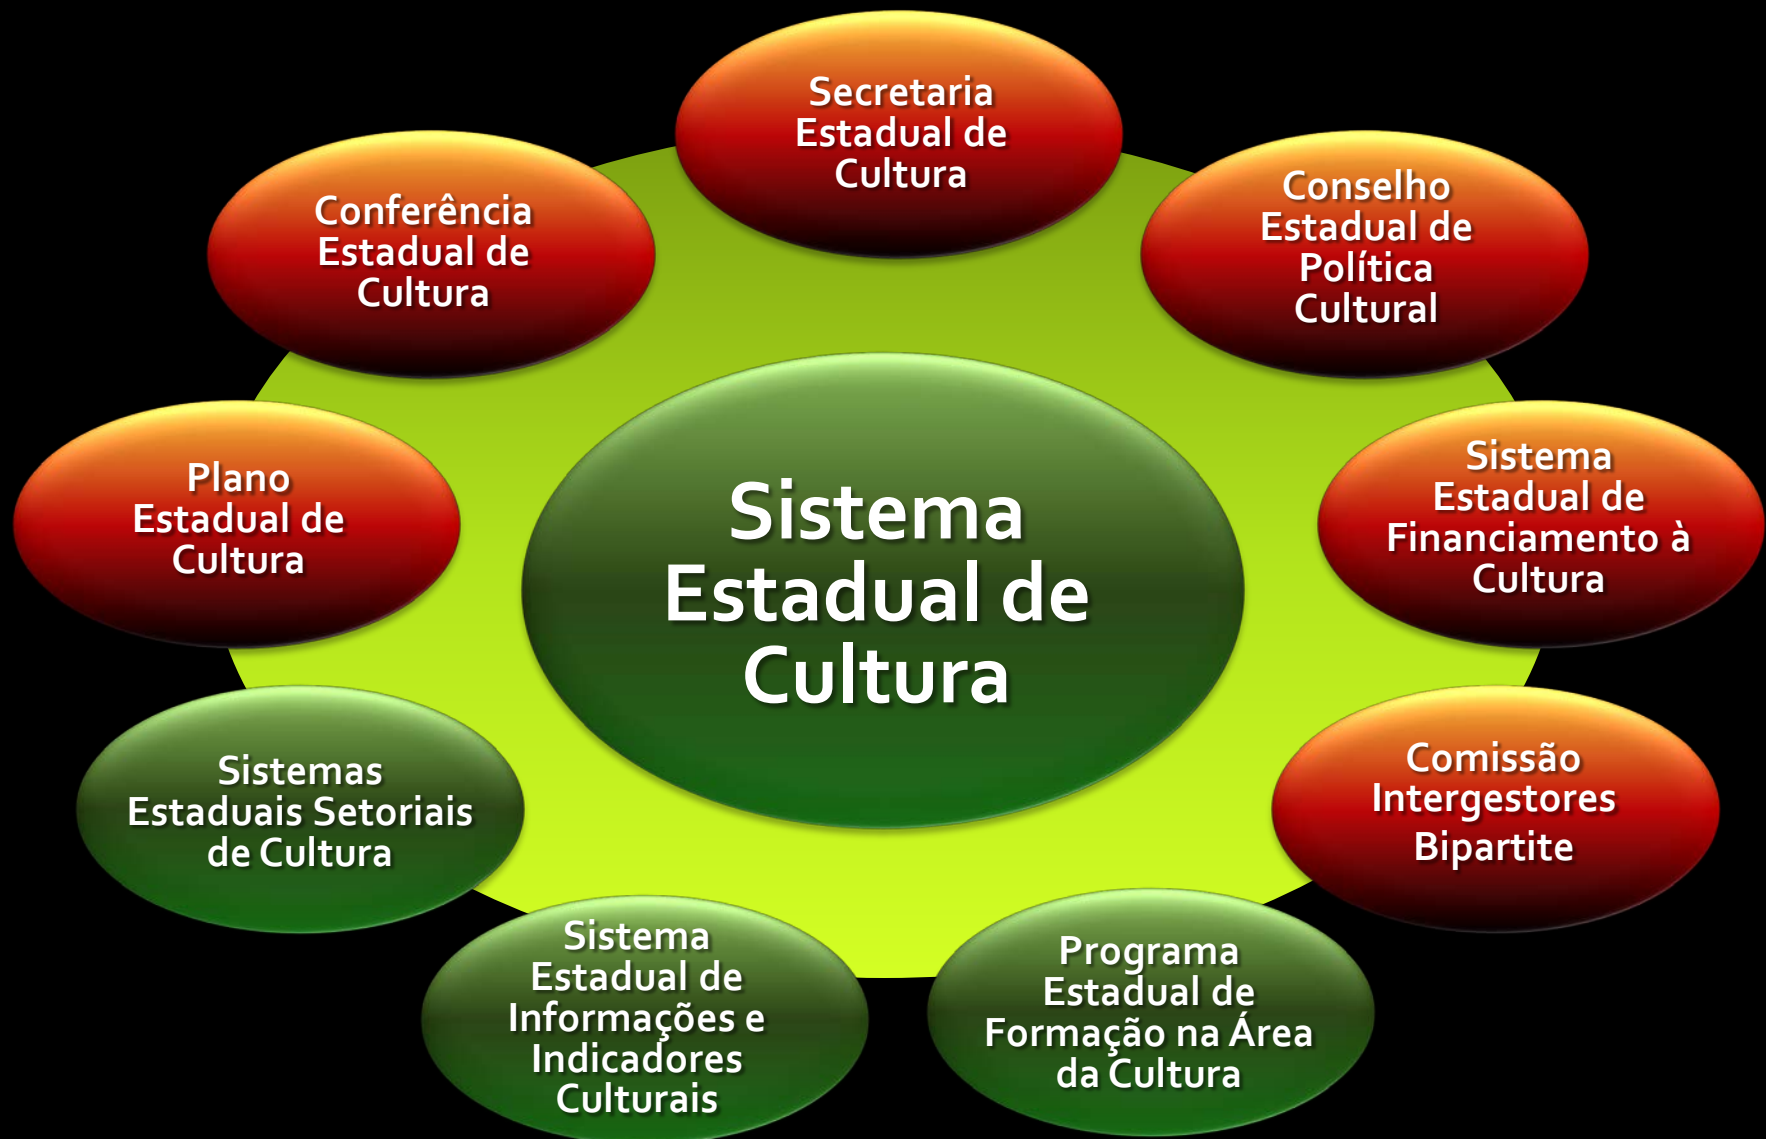 Secretaria
Estadual de
Cultura
Conselho
Estadual de
Política
Cultural
Conferência
Estadual de
Cultura
Sistema
Estadual de
Financiamento à
Cultura
Plano
Estadual de
Cultura
Sistema
Estadual de
Cultura
Comissão
Intergestores
Bipartite
Sistemas
Estaduais Setoriais
de Cultura
Programa
Estadual de
Formação na Área
da Cultura
Sistema
Estadual de
Informações e
Indicadores
Culturais